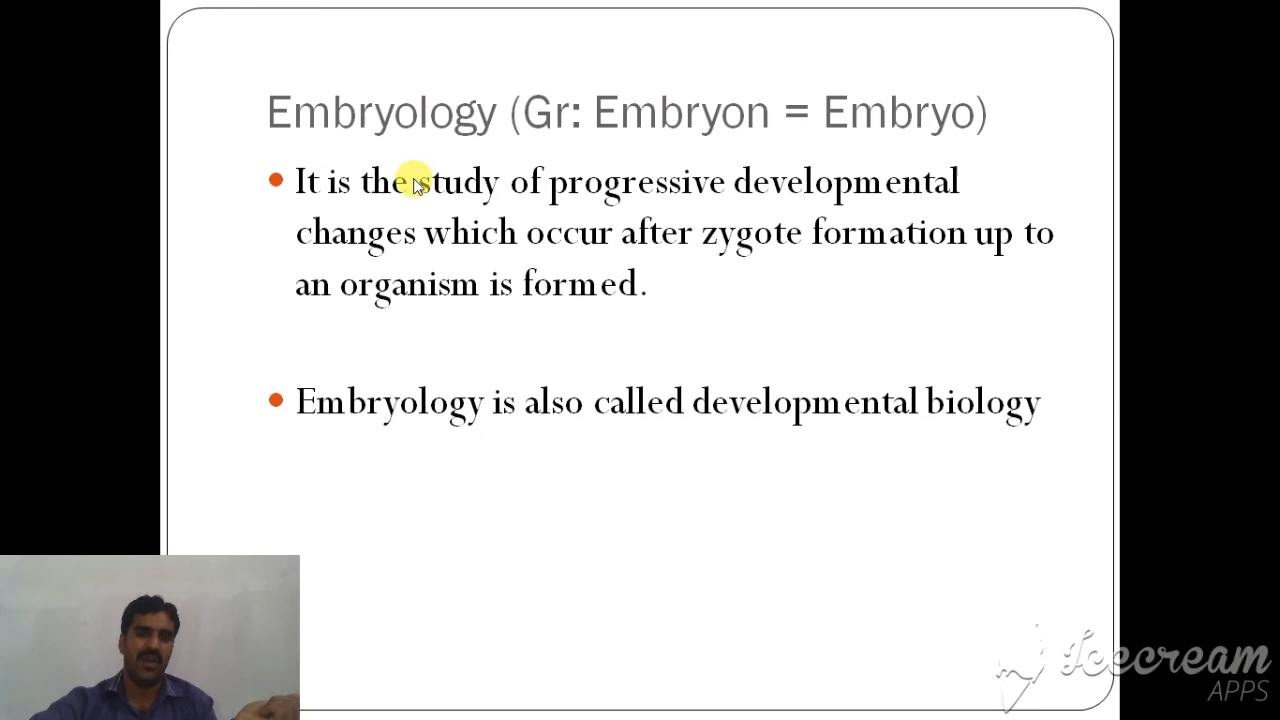 Embryology (Gr: Embryon = Embryo)
It is the study of progressive developmental
changes which occur after zygote formation up to
an organism is formed.
Embryology is also called developmental biology
Icecream
APPS